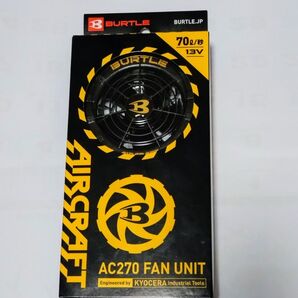 BURTLE
BURTLE.JP
70ℓ/秒
13V
BURTLE
B
AIRCRAFT
B
AC270 FAN UNIT
Engineered by KYOCERA Industrial Tools